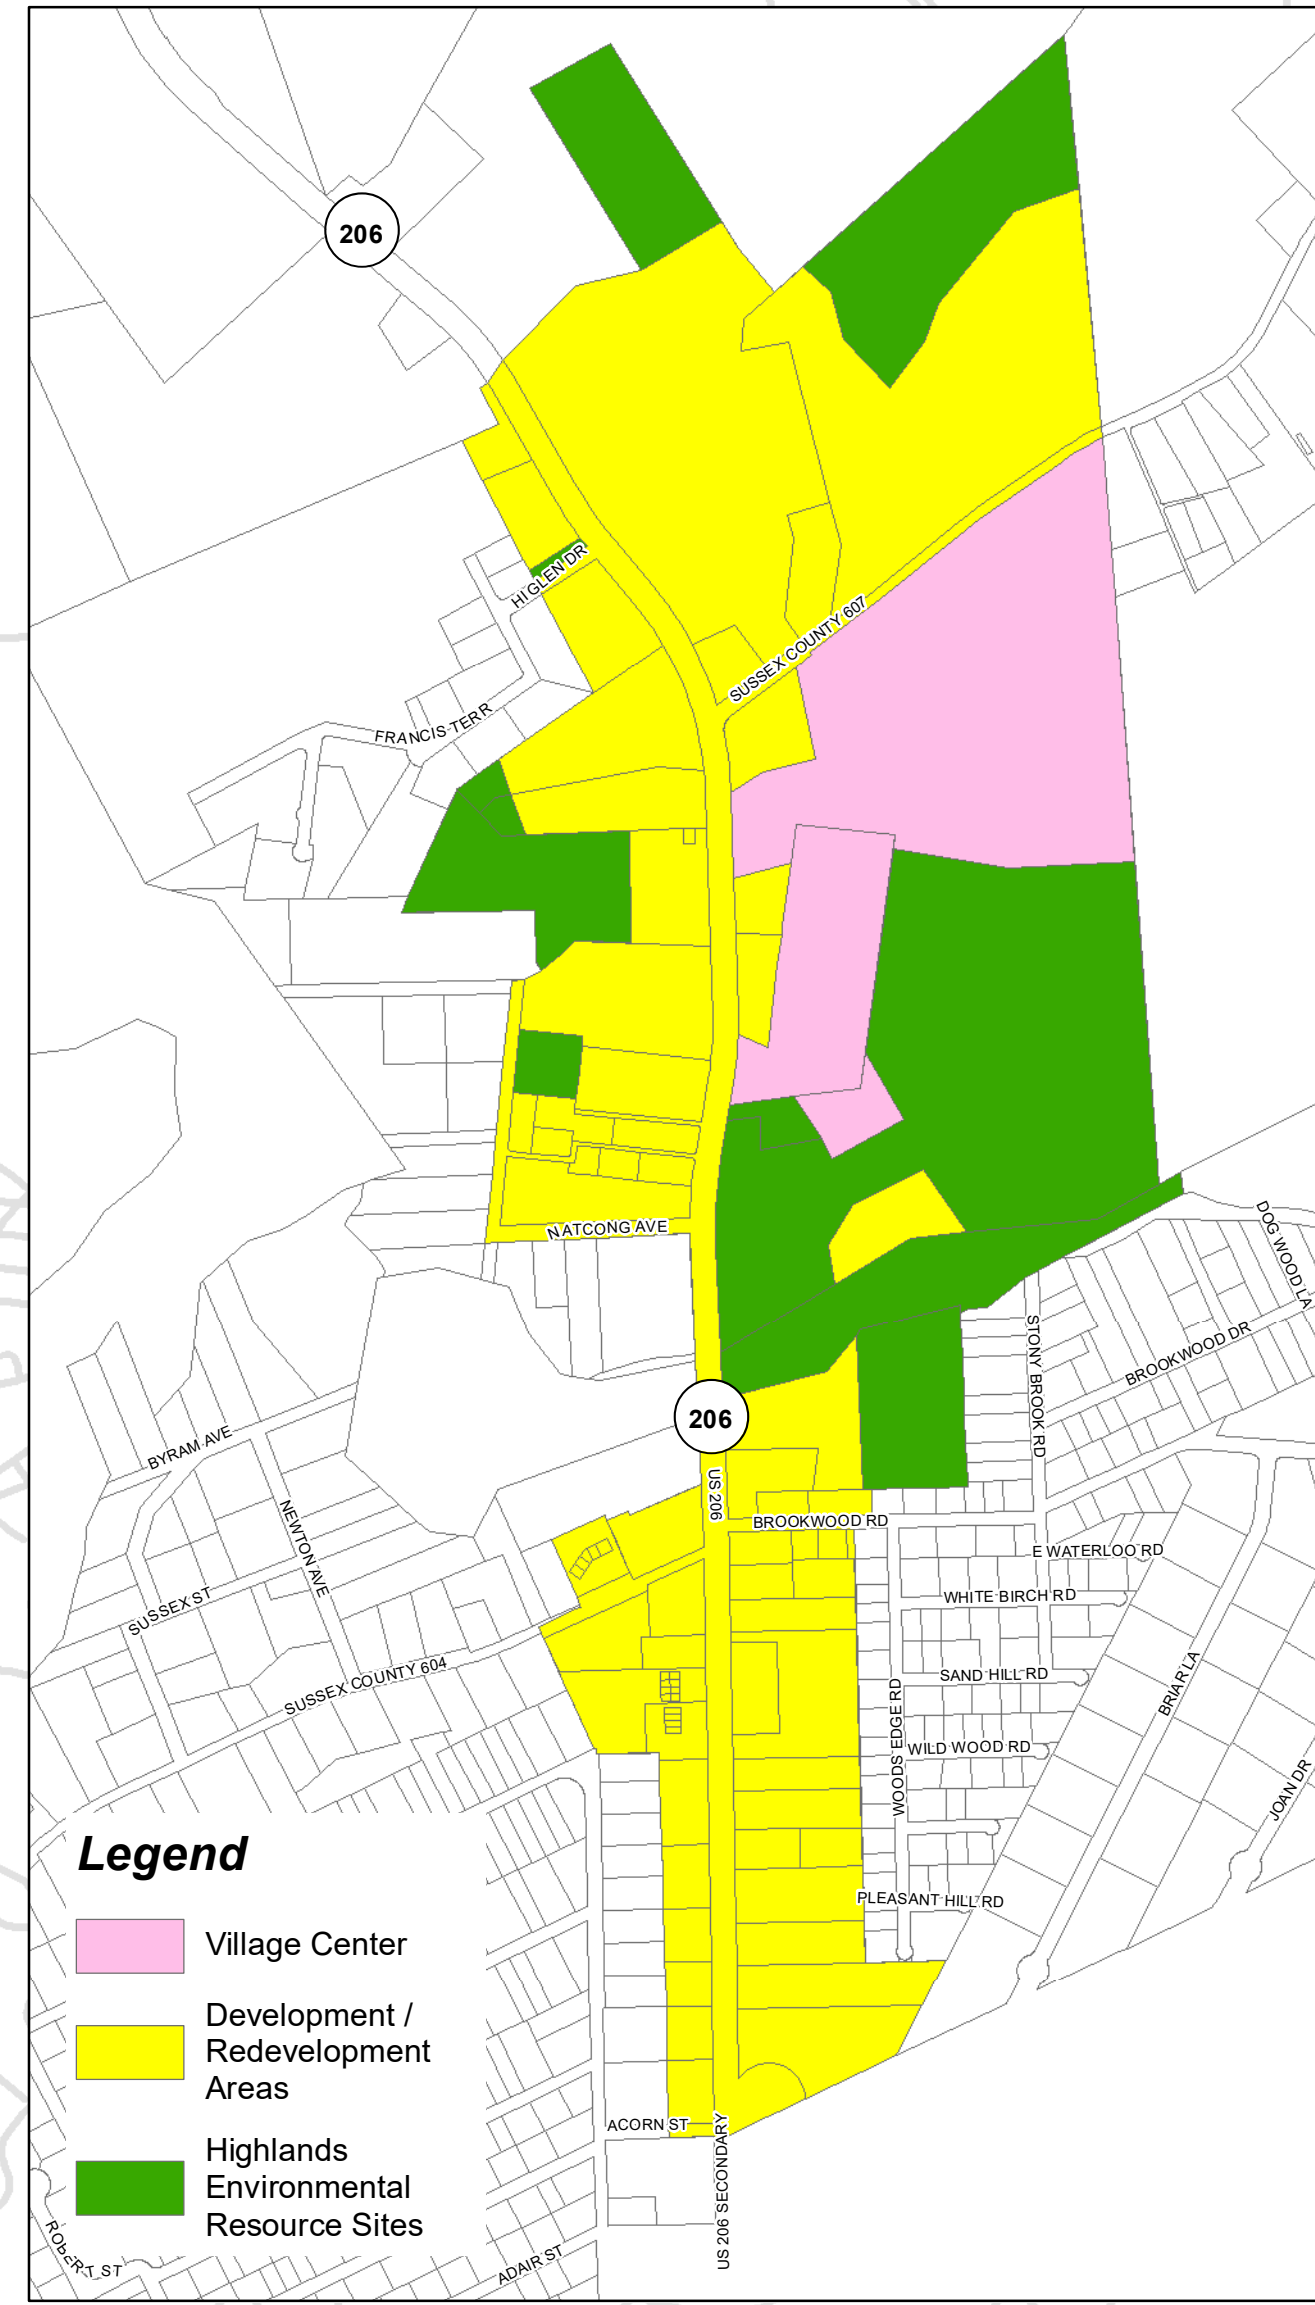 206
HIGLEN DR
SUSSEX COUNTY 607
FRANCIS TERR
NATCONG AVE
DOG WOOD LA
STONY BROOK RD
BROOKWOOD DR
206
BYRAM AVE
US 206
NEWTON AVE
BROOKWOOD RD
E WATERLOO RD
SUSSEX ST
WHITE BIRCH RD
SUSSEX COUNTY 604
SAND HILL RD
BRIAR LA
WOODS EDGE RD
WILD WOOD RD
JOAN DR
PLEASANT HILL RD
Legend
Village Center
Development /
Redevelopment
Areas
Highlands
Environmental
Resource Sites
ACORN ST
US 206 SECONDARY
ROBERT ST
ADAIR ST